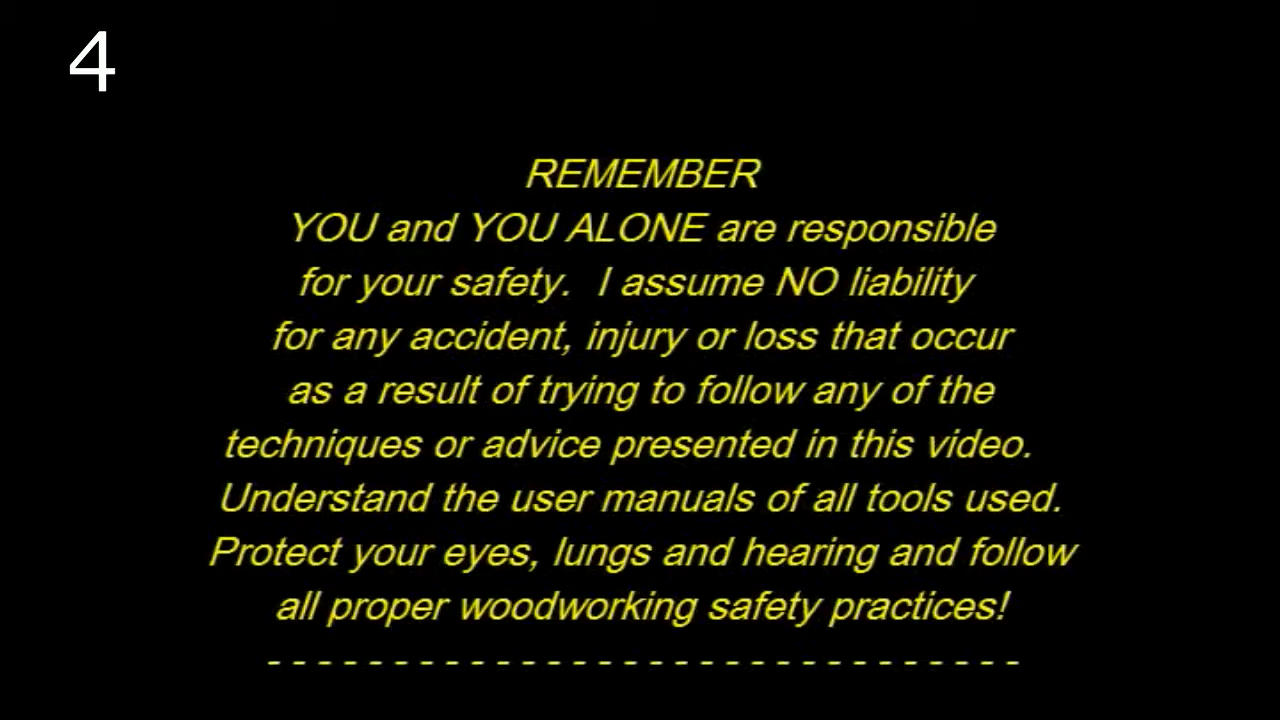 4
REMEMBER
YOU and YOU ALONE are responsible
for your safety.  I assume NO liability
for any accident, injury or loss that occur
as a result of trying to follow any of the
techniques or advice presented in this video.
Understand the user manuals of all tools used.
Protect your eyes, lungs and hearing and follow
all proper woodworking safety practices!
- - - - - - - - - - - - - - - - - - - - - - - - - - - - - -